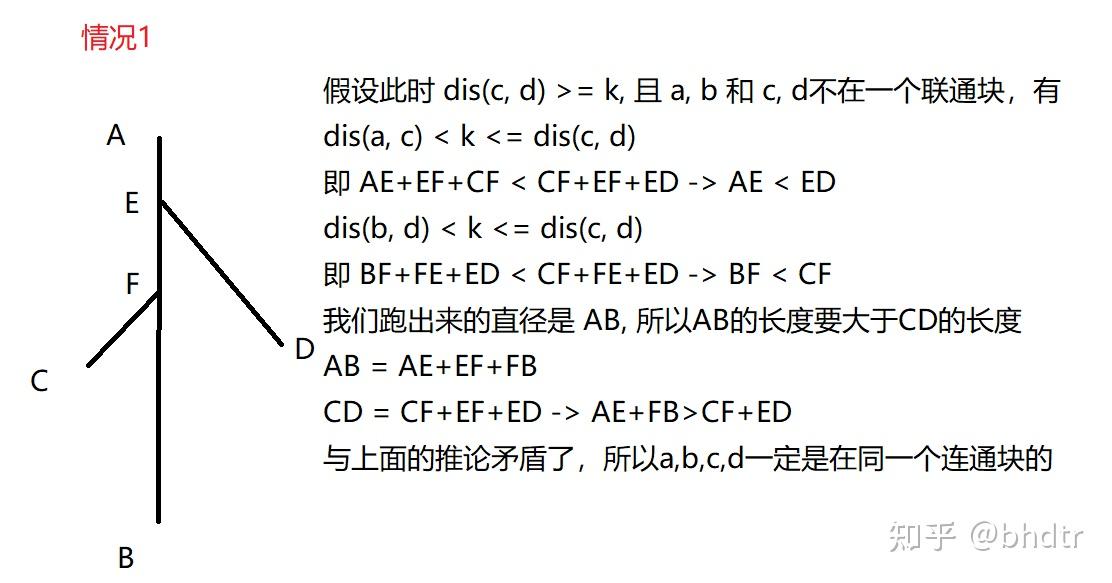 情况1
假设此时 dis(c, d) >= k, 且 a, b 和 c, d不在一个联通块，有
dis(a, c) < k <= dis(c, d)
即 AE+EF+CF < CF+EF+ED -> AE < ED
dis(b, d) < k <= dis(c, d)
即 BF+FE+ED < CF+FE+ED -> BF < CF
我们跑出来的直径是 AB, 所以AB的长度要大于CD的长度
AB = AE+EF+FB
CD = CF+EF+ED -> AE+FB>CF+ED
与上面的推论矛盾了，所以a,b,c,d一定是在同一个连通块的
A
E
F
D
C
B
知乎 @bhdtr